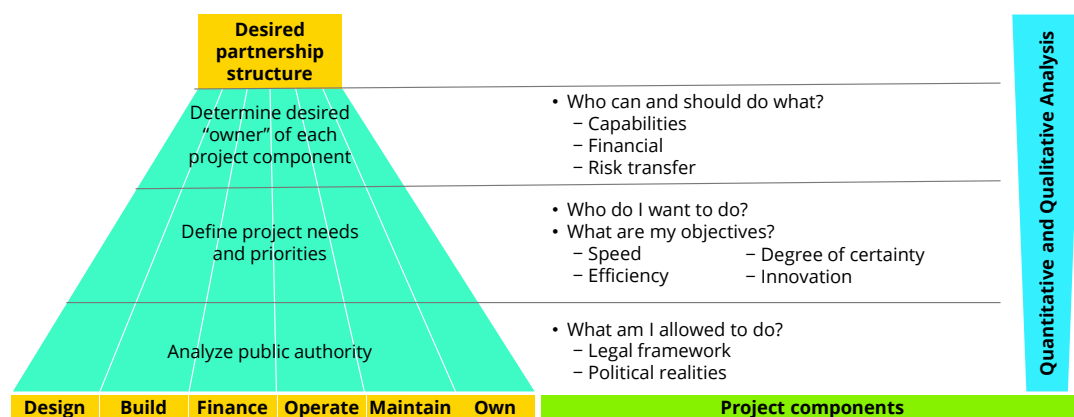 Desired
partnership
structure
Determine desired
“owner” of each
project component
• Who can and should do what?
− Capabilities
− Financial
− Risk transfer
Define project needs
and priorities
• Who do I want to do?
• What are my objectives?
− Speed
− Degree of certainty
− Efficiency
− Innovation
Analyze public authority
• What am I allowed to do?
− Legal framework
− Political realities
Quantitative and Qualitative Analysis
Design Build Finance Operate Maintain Own
Project components